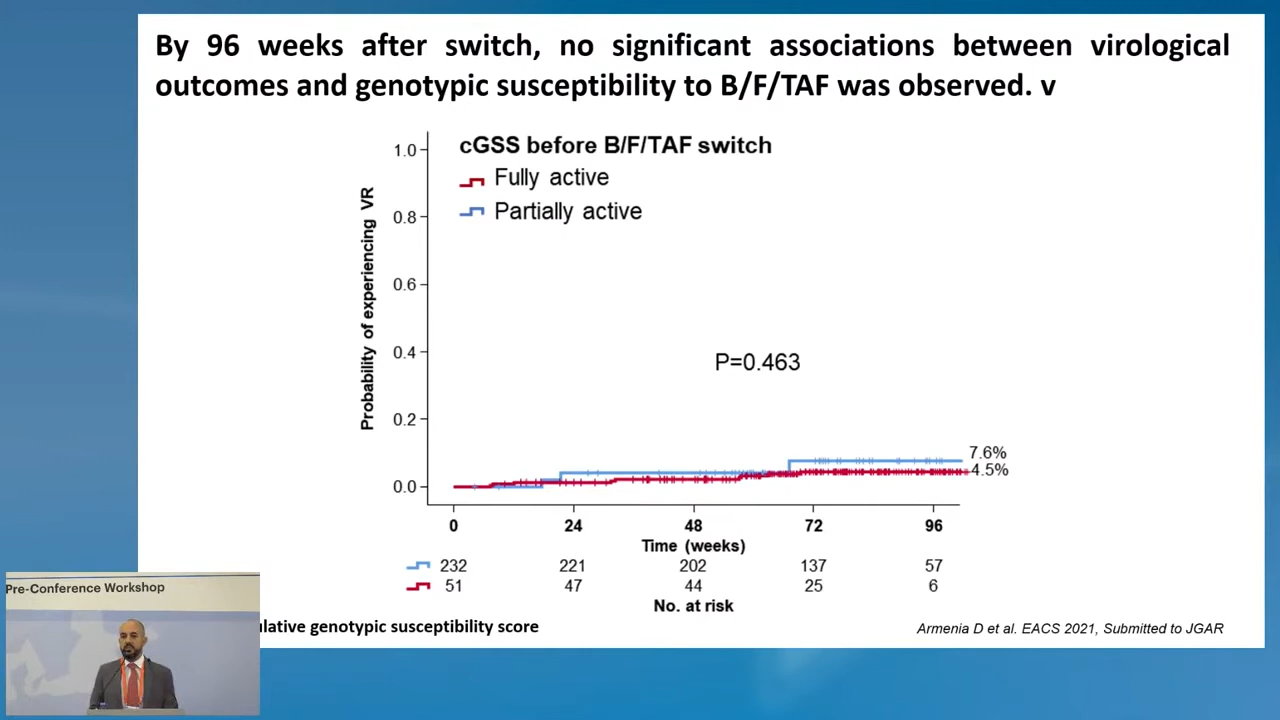 By 96 weeks after switch, no significant associations between virological
outcomes and genotypic susceptibility to B/F/TAF was observed. v
cGSS before B/F/TAF switch
Fully active
Partially active
Probability of experiencing VR
1.0
0.8
0.6
0.4
0.2
0.0
P=0.463
7.6%
4.5%
0 24 48 72 96
Time (weeks)
232 221 202 137 57
51 47 44 25 6
No. at risk
ulative genotypic susceptibility score
Armenia D et al. EACS 2021, Submitted to JGAR
Pre-Conference Workshop